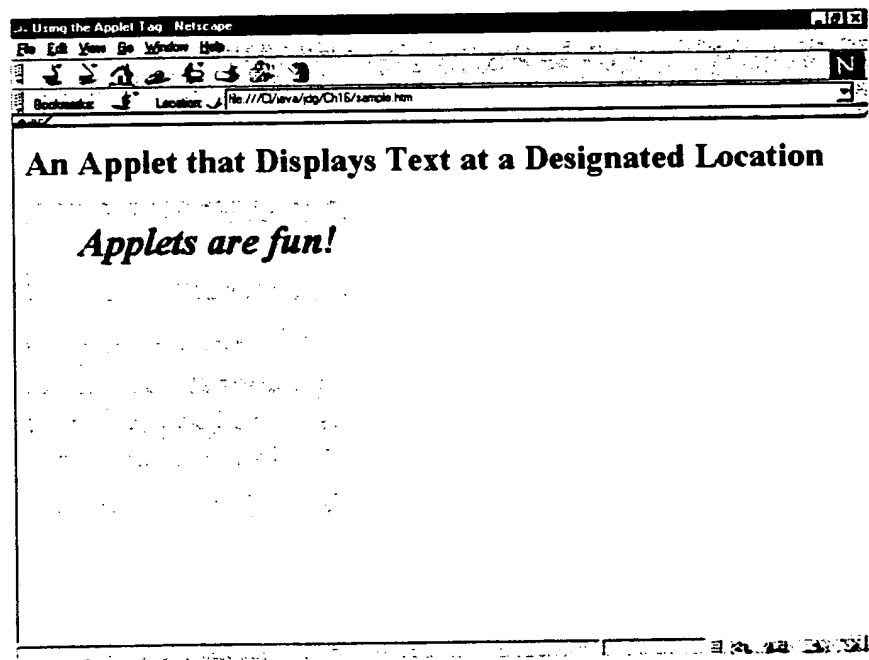 Using the Applet Tag Netscape
File Edit View Go Window Help
Bookmarks Location: file:///C|/java/jdg/Ch16/sample.htm
N
An Applet that Displays Text at a Designated Location
Applets are fun!